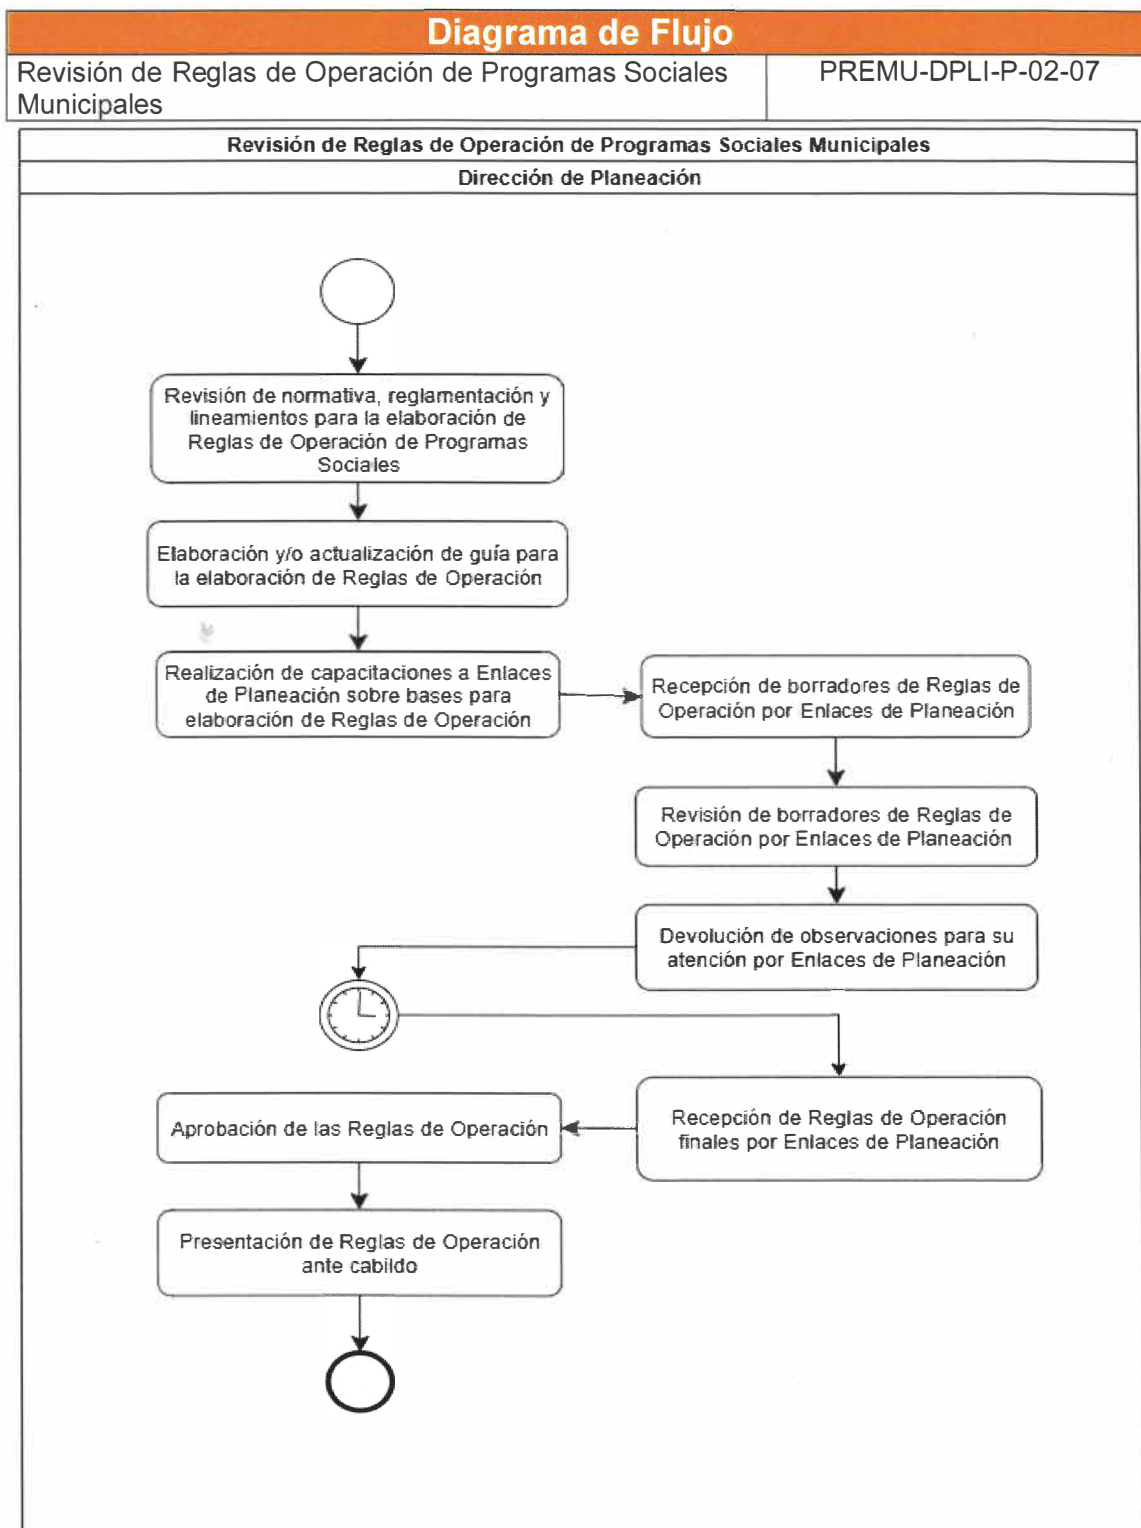 Diagrama de Flujo
Revisión de Reglas de Operación de Programas Sociales
Municipales
PREMU-DPLI-P-02-07
Revisión de Reglas de Operación de Programas Sociales Municipales
Dirección de Planeación
Revisión de normativa, reglamentación y
lineamientos para la elaboración de
Reglas de Operación de Programas
Sociales
Elaboración y/o actualización de guía para
la elaboración de Reglas de Operación
Realización de capacitaciones a Enlaces
de Planeación sobre bases para
elaboración de Reglas de Operación
Recepción de borradores de Reglas de
Operación por Enlaces de Planeación
Revisión de borradores de Reglas de
Operación por Enlaces de Planeación
Devolución de observaciones para su
atención por Enlaces de Planeación
Recepción de Reglas de Operación
finales por Enlaces de Planeación
Aprobación de las Reglas de Operación
Presentación de Reglas de Operación
ante cabildo